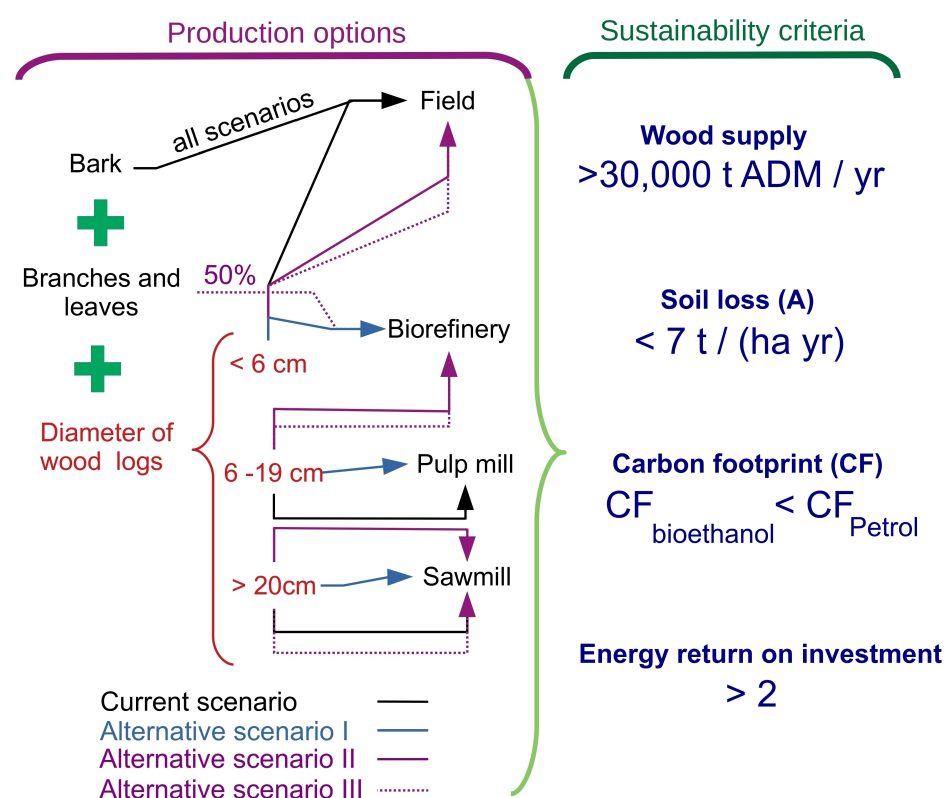 Production options
Sustainability criteria
all scenarios
Field
Bark
50%
Branches and
leaves
Biorefinery
< 6 cm
Diameter of
wood logs
6 -19 cm
Pulp mill
> 20cm
Sawmill
Current scenario
Alternative scenario I
Alternative scenario II
Alternative scenario III
Wood supply
>30,000 t ADM / yr
Soil loss (A)
< 7 t / (ha yr)
Carbon footprint (CF)
CF bioethanol < CF Petrol
Energy return on investment
> 2